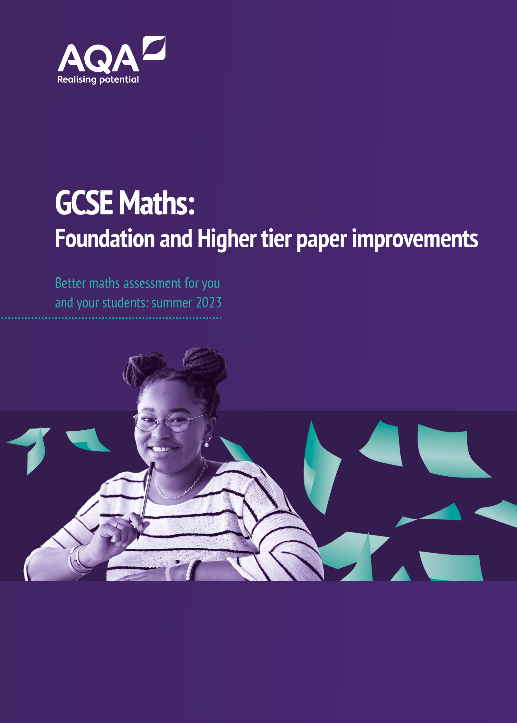 AQA
Realising potential
GCSE Maths:
Foundation and Higher tier paper improvements
Better maths assessment for you
and your students: summer 2023